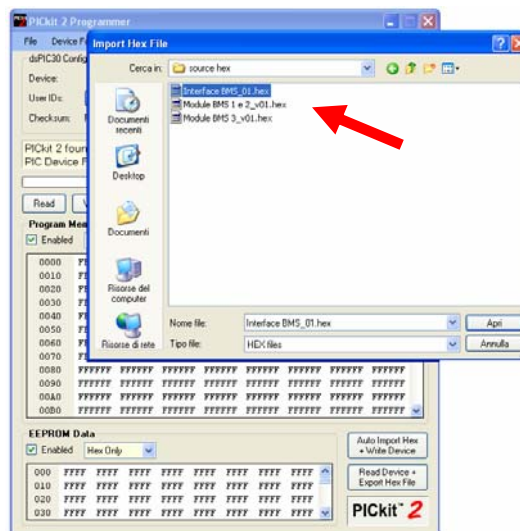 PICkit 2 Programmer
File Device F
Import Hex File
dsPIC30 Config
Cerca in: source hex
Device:
User IDs:
Checksum:
Interface BMS_01.hex
Module BMS 1 e 2_v01.hex
Module BMS 3_v01.hex
Documenti
recenti
PICkit 2 foun
PIC Device F
Desktop
Read
Documenti
Program Mem
Enabled
Risorse del
computer
0000
0010
0020
0030
0040
0050
0060
0070
Nome file: Interface BMS_01.hex Apri
Risorse di rete
Tipo file: HEX files Annulla
0080 FFFFFF FFFFFF FFFFFF FFFFFF FFFFFF FFFFFF FFFFFF FFFFFF
0090 FFFFFF FFFFFF FFFFFF FFFFFF FFFFFF FFFFFF FFFFFF FFFFFF
00A0 FFFFFF FFFFFF FFFFFF FFFFFF FFFFFF FFFFFF FFFFFF FFFFFF
00B0 FFFFFF FFFFFF FFFFFF FFFFFF FFFFFF FFFFFF FFFFFF FFFFFF
EEPROM Data
Enabled Hex Only
Auto Import Hex
+ Write Device
000 FFFF FFFF FFFF FFFF FFFF FFFF FFFF FFFF
010 FFFF FFFF FFFF FFFF FFFF FFFF FFFF FFFF
020 FFFF FFFF FFFF FFFF FFFF FFFF FFFF FFFF
030 FFFF FFFF FFFF FFFF FFFF FFFF FFFF FFFF
Read Device +
Export Hex File
PICkit™ 2